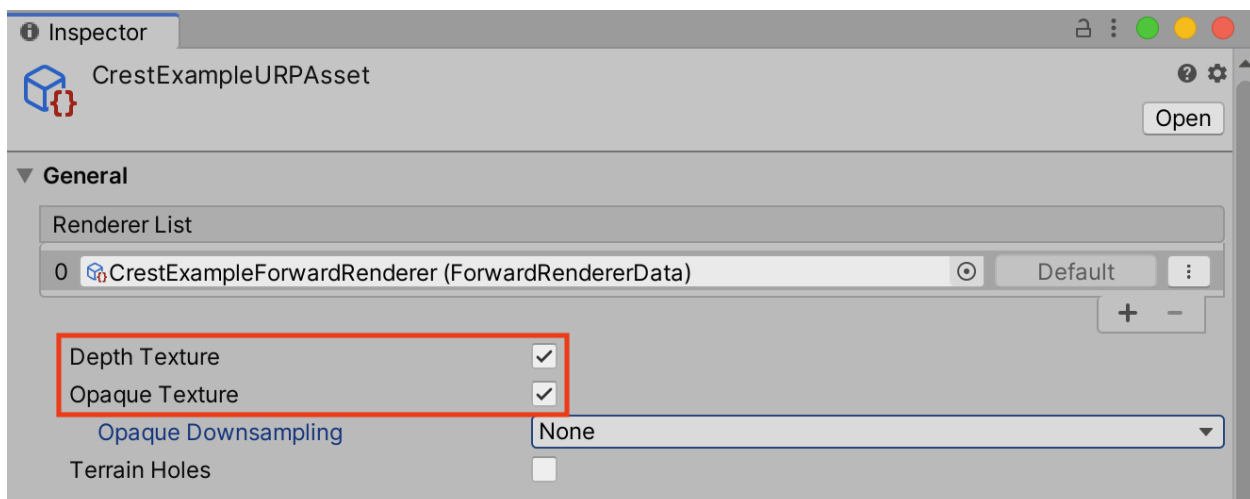 Inspector
CrestExampleURPAsset
Open
General
Renderer List
0 CrestExampleForwardRenderer (ForwardRendererData) Default
Depth Texture
Opaque Texture
Opaque Downsampling None
Terrain Holes